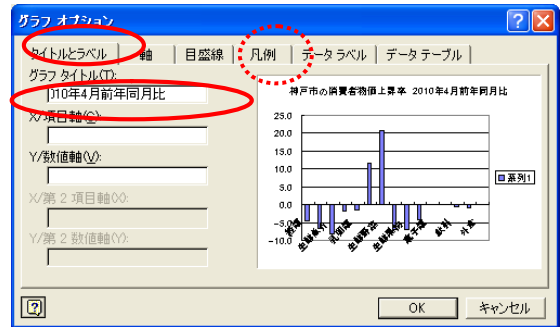 グラフ オプション
タイトルとラベル 軸 目盛線 凡例 データ ラベル データ テーブル
グラフ タイトル(T):
010年4月前年同月比
X/項目軸(C):
Y/数値軸(V):
X/第 2 項目軸(X):
Y/第 2 数値軸(Y):
神戸市の消費者物価上昇率 2010年4月前年同月比
25.0
20.0
15.0
10.0
5.0
0.0
-5.0
-10.0
穀類
生鮮魚介
乳卵類
生鮮野菜
生鮮果物
菓子類
飲料
外食
系列1
OK キャンセル